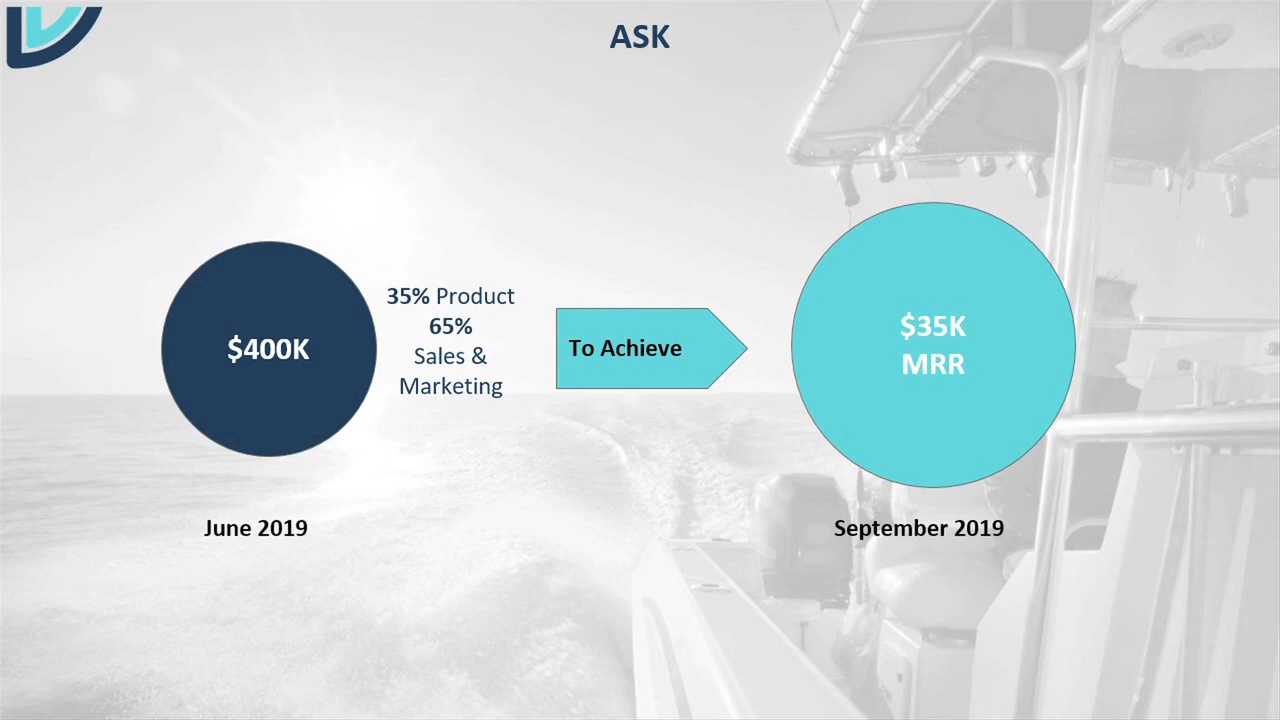 ASK
$400K
35% Product
65%
Sales &
Marketing
To Achieve
$35K
MRR
June 2019
September 2019